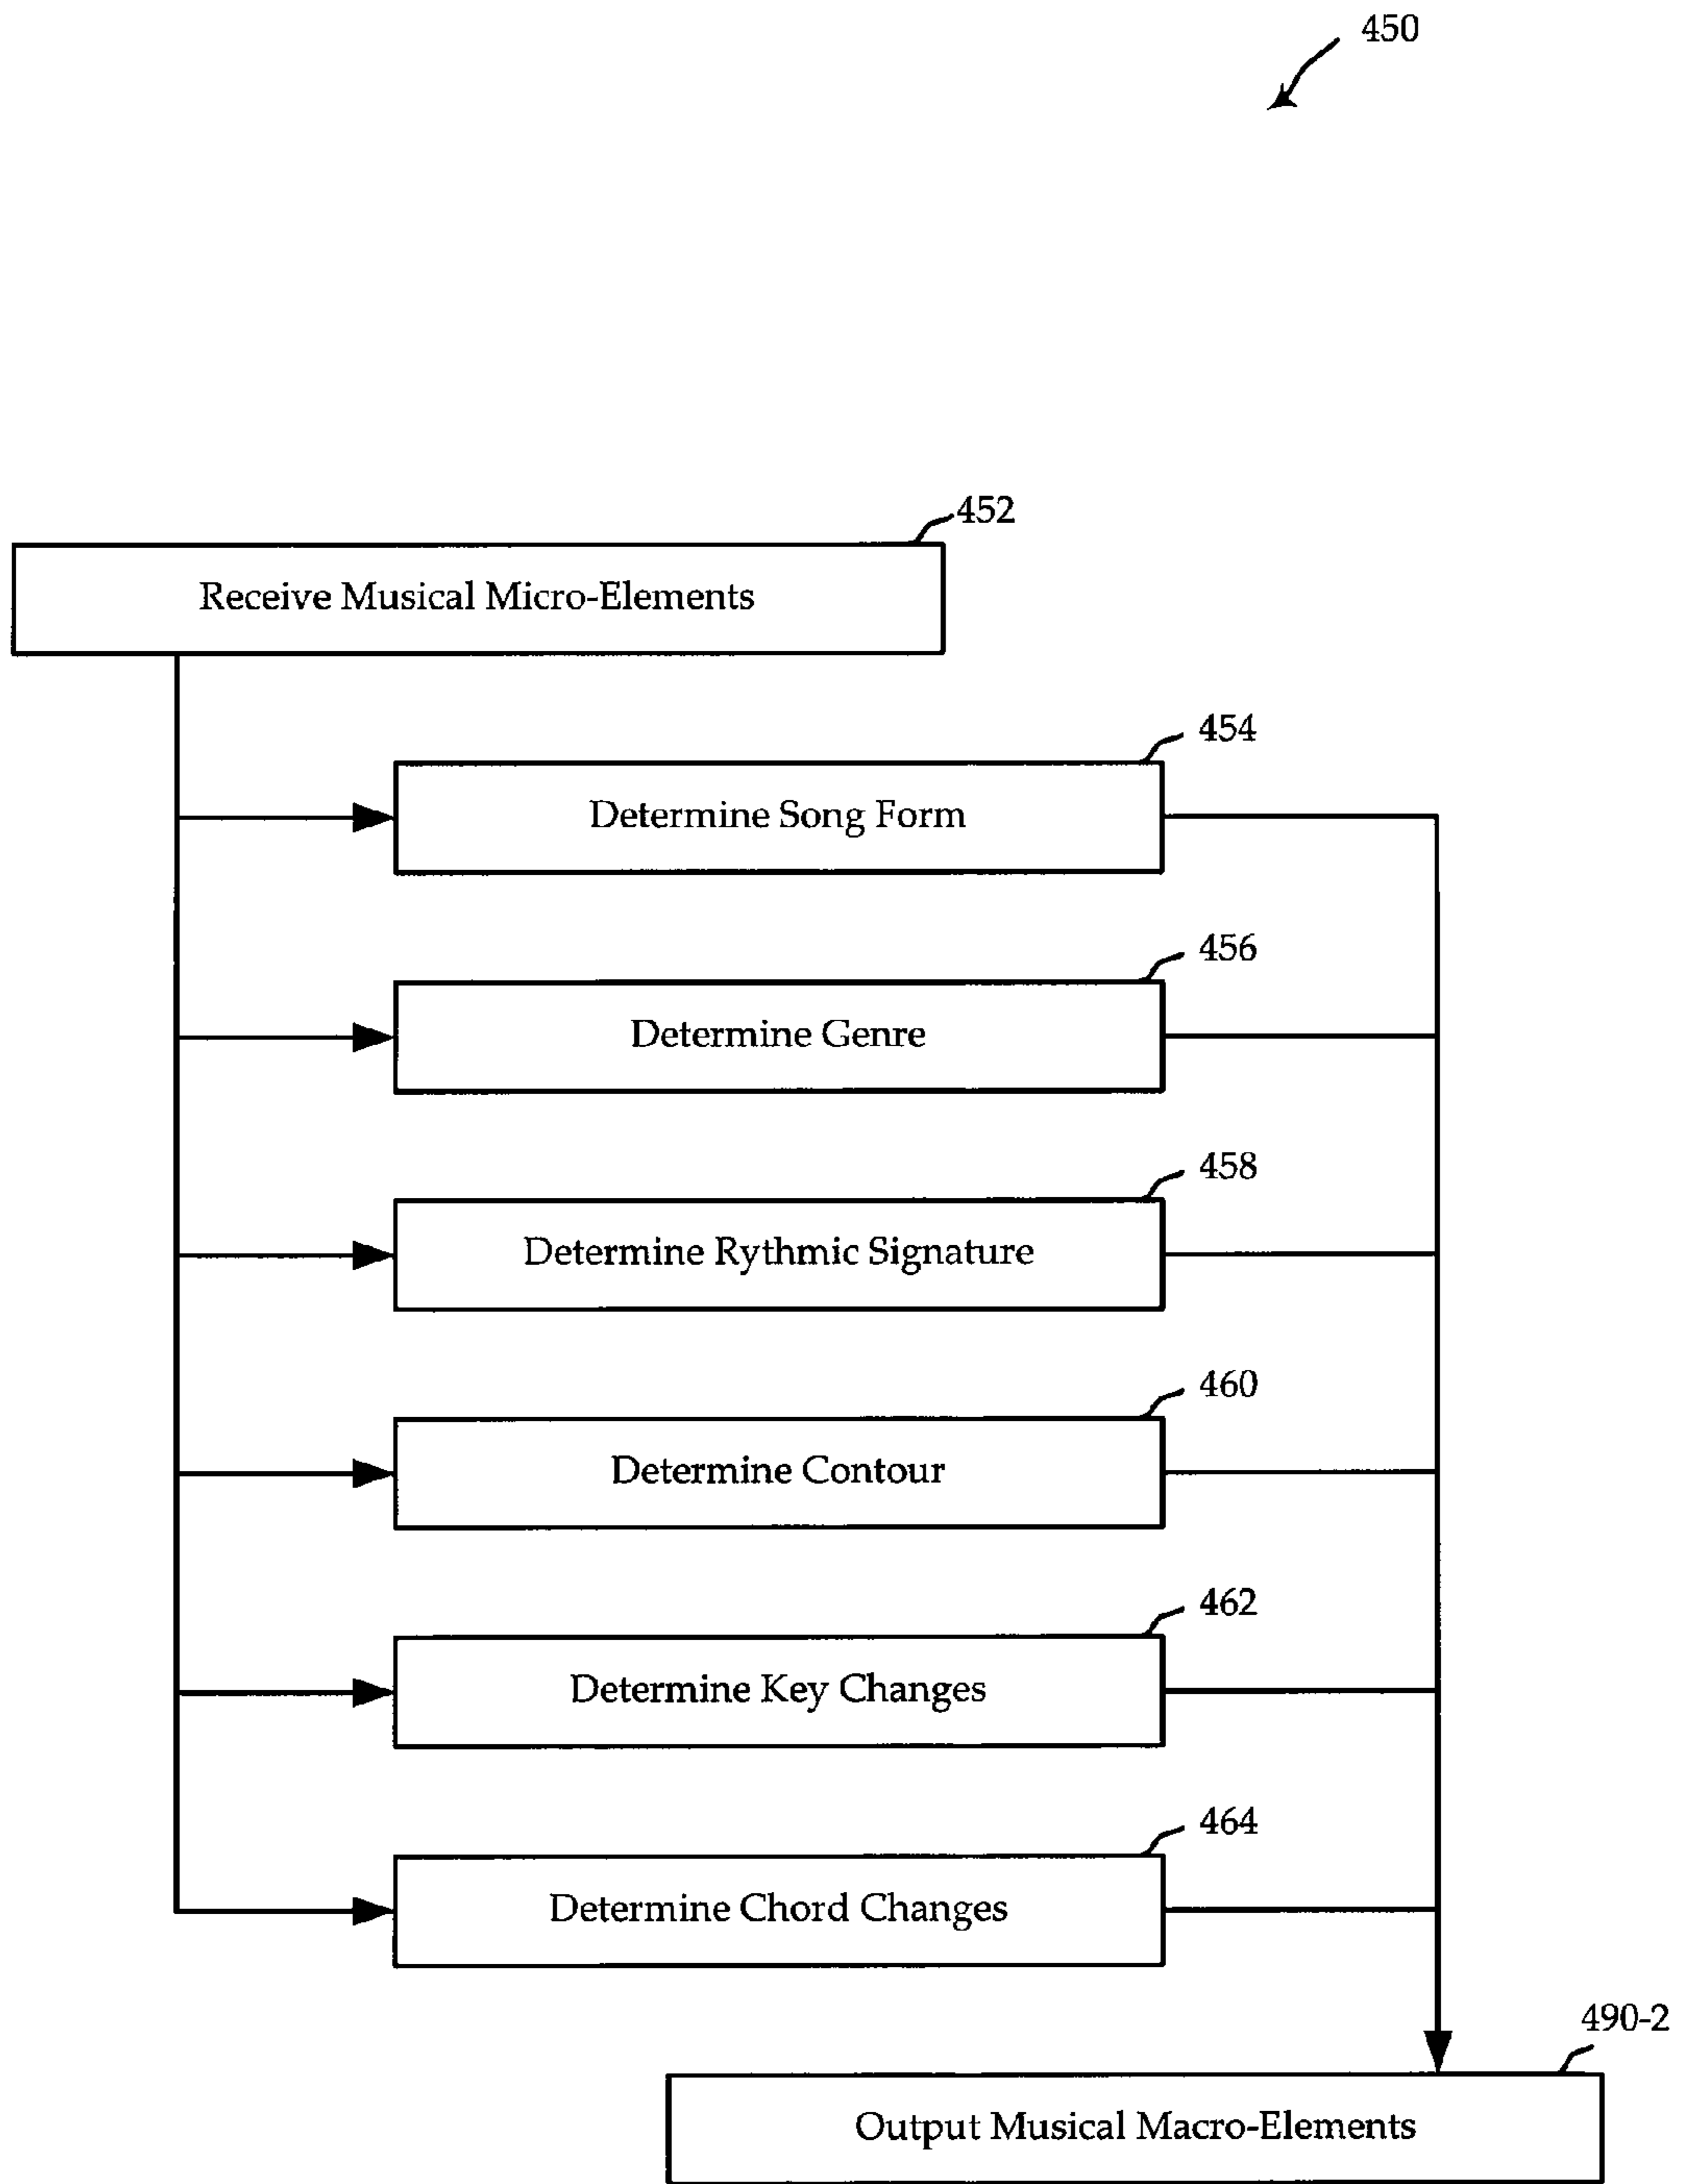 450
452
Receive Musical Micro-Elements
454
Determine Song Form
456
Determine Genre
458
Determine Rythmic Signature
460
Determine Contour
462
Determine Key Changes
464
Determine Chord Changes
490-2
Output Musical Macro-Elements